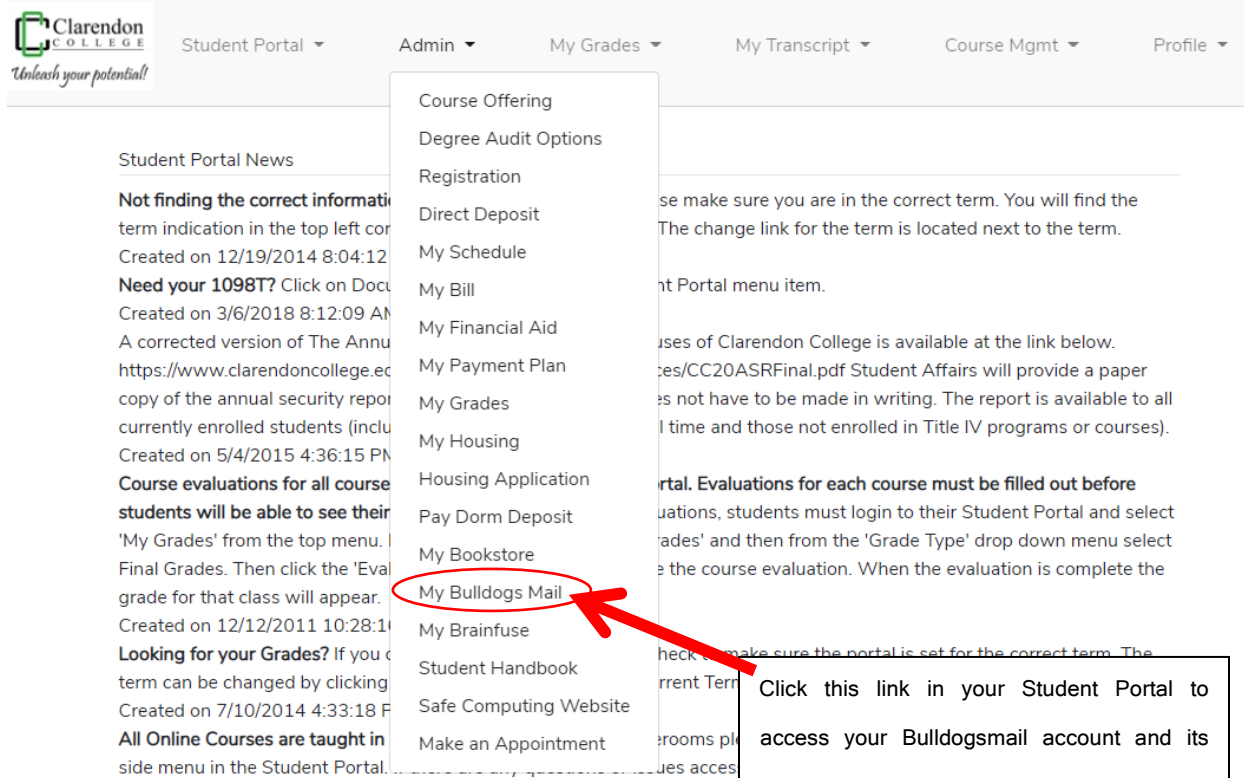 Clarendon
COLLEGE
Unleash your potential!
Student Portal Admin My Grades My Transcript Course Mgmt Profile
Course Offering
Degree Audit Options
Registration
Direct Deposit
My Schedule
My Bill
My Financial Aid
My Payment Plan
My Grades
My Housing
Housing Application
Pay Dorm Deposit
My Bookstore
My Bulldogs Mail
My Brainfuse
Student Handbook
Safe Computing Website
Make an Appointment
Student Portal News
Not finding the correct informati se make sure you are in the correct term. You will find the
term indication in the top left cor The change link for the term is located next to the term.
Created on 12/19/2014 8:04:12
Need your 1098T? Click on Docu nt Portal menu item.
Created on 3/6/2018 8:12:09 AM
A corrected version of The Annu uses of Clarendon College is available at the link below.
https://www.clarendoncollege.ed ces/CC20ASRFinal.pdf Student Affairs will provide a paper
copy of the annual security repor es not have to be made in writing. The report is available to all
currently enrolled students (inclu l time and those not enrolled in Title IV programs or courses).
Created on 5/4/2015 4:36:15 PM
Course evaluations for all course rtal. Evaluations for each course must be filled out before
students will be able to see their uations, students must login to their Student Portal and select
'My Grades' from the top menu. rades' and then from the 'Grade Type' drop down menu select
Final Grades. Then click the 'Eval e the course evaluation. When the evaluation is complete the
grade for that class will appear.
Created on 12/12/2011 10:28:16
Looking for your Grades? If you heck to make sure the portal is set for the correct term. The
term can be changed by clicking rrent Term
Created on 7/10/2014 4:33:18 P
All Online Courses are taught in erooms ple
side menu in the Student Portal. If there are any questions or issues acces
Click this link in your Student Portal to
access your Bulldogsmail account and its